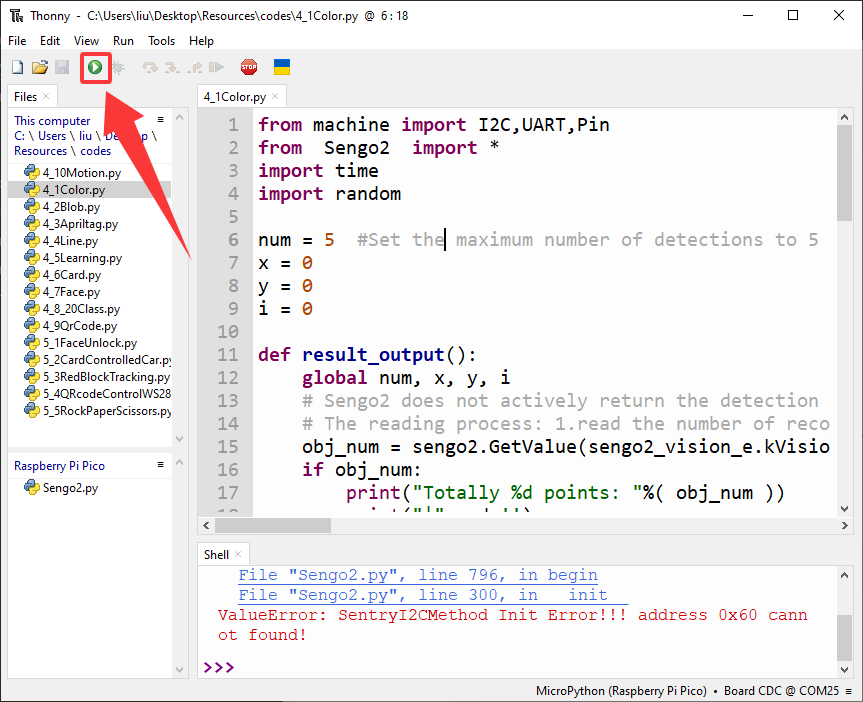 Thonny - C:\Users\liu\Desktop\Resources\codes\4_1Color.py @ 6:18
File Edit View Run Tools Help
STOP
Files
This computer
C: \ Users \ liu \ \
Resources \ codes
4_10Motion.py
4_1Color.py
4_2Blob.py
4_3Apriltag.py
4_4Line.py
4_5Learning.py
4_6Card.py
4_7Face.py
4_8_20Class.py
4_9QrCode.py
5_1FaceUnlock.py
5_2CardControlledCar.py
5_3RedBlockTracking.py
5_4QRcodeControlWS28
5_5RockPaperScissors.py
Raspberry Pi Pico
Sengo2.py
4_1Color.py
1 from machine import I2C,UART,Pin
2 from Sengo2 import *
3 import time
4 import random
5
6 num = 5 #Set the maximum number of detections to 5
7 x = 0
8 y = 0
9 i = 0
10
11 def result_output():
12 global num, x, y, i
13 # Sengo2 does not actively return the detection
14 # The reading process: 1.read the number of reco
15 obj_num = sengo2.GetValue(sengo2_vision_e.kVisio
16 if obj_num:
17 print("Totally %d points: "%( obj_num ))
Shell
File "Sengo2.py", line 796, in begin
File "Sengo2.py", line 300, in __init__
ValueError: SentryI2CMethod Init Error!!! address 0x60 cann
ot found!
>>>
MicroPython (Raspberry Pi Pico) • Board CDC @ COM25